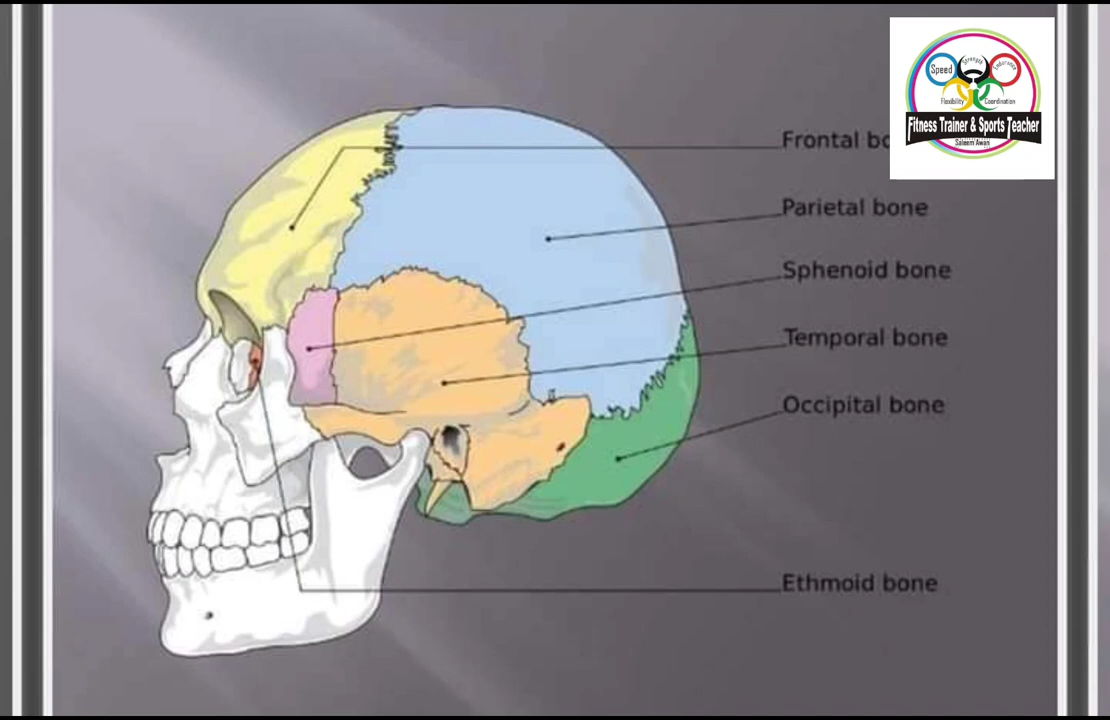 Speed
Strength
Endurance
Flexibility
Coordination
Fitness Trainer & Sports Teacher
Saleem Awan
Frontal
Parietal bone
Sphenoid bone
Temporal bone
Occipital bone
Ethmoid bone